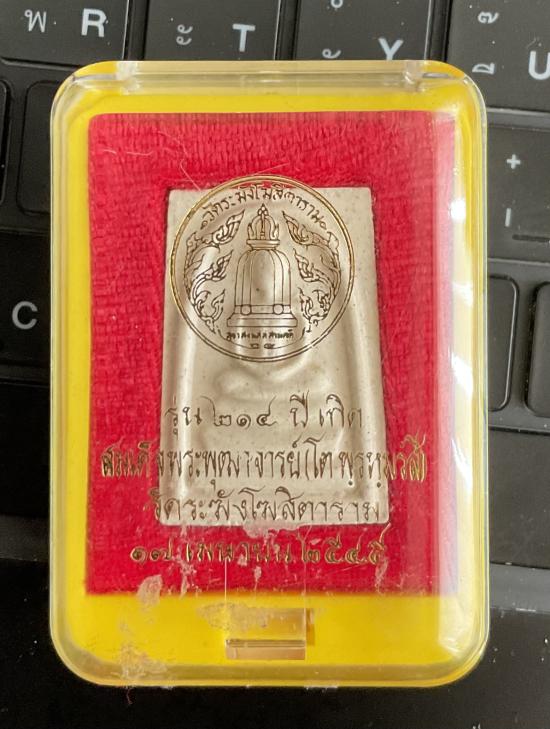 พ R
ะ T
ั Y
๊
ี U
C
+
วัดระฆังโฆสิตาราม
รุ่น ๒๑๔ ปี เกิด
สมเด็จพระพุฒาจารย์(โต พรหมรังสี)
วัดระฆังโฆสิตาราม
๑๗ เมษายน ๒๕๔๕